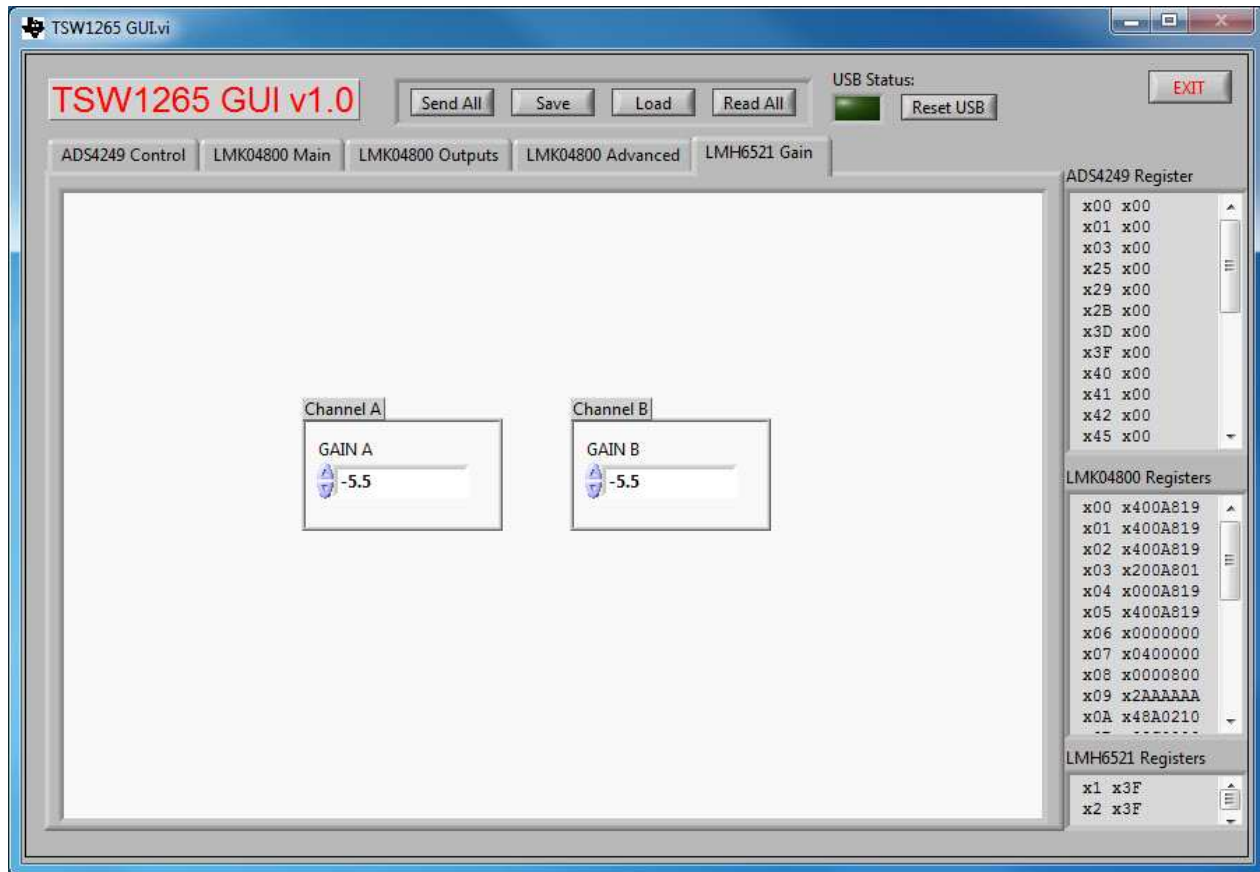 TSW1265 GUI.vi
TSW1265 GUI v1.0
Send All
Save
Load
Read All
USB Status:
Reset USB
EXIT
ADS4249 Control
LMK04800 Main
LMK04800 Outputs
LMK04800 Advanced
LMH6521 Gain
Channel A
GAIN A
-5.5
Channel B
GAIN B
-5.5
ADS4249 Register
x00 x00
x01 x00
x03 x00
x25 x00
x29 x00
x2B x00
x3D x00
x3F x00
x40 x00
x41 x00
x42 x00
x45 x00
LMK04800 Registers
x00 x400A819
x01 x400A819
x02 x400A819
x03 x200A801
x04 x000A819
x05 x400A819
x06 x0000000
x07 x0400000
x08 x0000800
x09 x2AAAAAA
x0A x48A0210
LMH6521 Registers
x1 x3F
x2 x3F